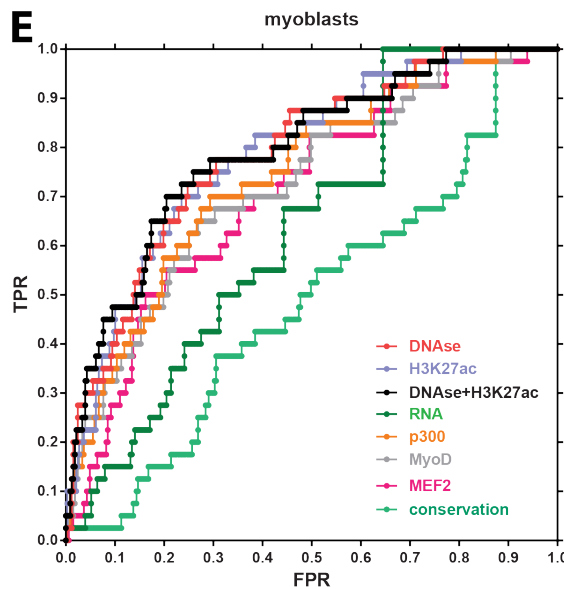 E
myoblasts
TPR
1.0
0.9
0.8
0.7
0.6
0.5
0.4
0.3
0.2
0.1
0.0
DNAse
H3K27ac
DNAse+H3K27ac
RNA
p300
MyoD
MEF2
conservation
0.0 0.1 0.2 0.3 0.4 0.5 0.6 0.7 0.8 0.9 1.0
FPR